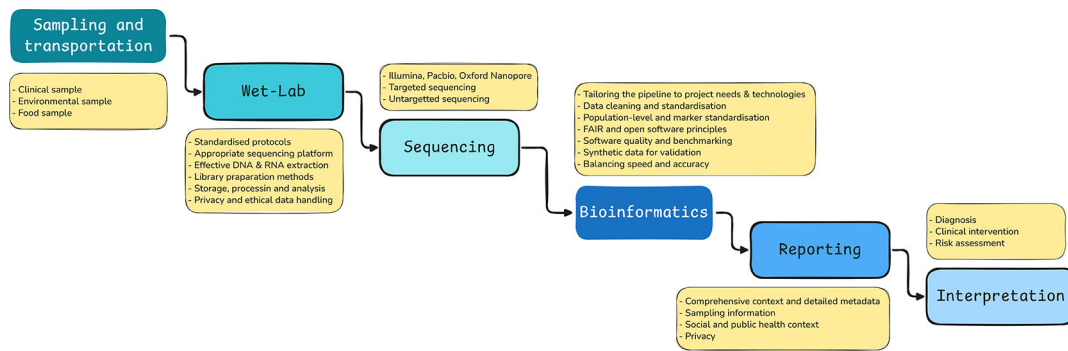 Sampling and
transportation
- Clinical sample
- Environmental sample
- Food sample
Wet-Lab
- Standardised protocols
- Appropriate sequencing platform
- Effective DNA & RNA extraction
- Library praparation methods
- Storage, processin and analysis
- Privacy and ethical data handling
- Illumina, Pacbio, Oxford Nanopore
- Targeted sequencing
- Untargetted sequencing
Sequencing
- Tailoring the pipeline to project needs & technologies
- Data cleaning and standardisation
- Population-level and marker standardisation
- FAIR and open software principles
- Software quality and benchmarking
- Synthetic data for validation
- Balancing speed and accuracy
Bioinformatics
Reporting
- Comprehensive context and detailed metadata
- Sampling information
- Social and public health context
- Privacy
- Diagnosis
- Clinical intervention
- Risk assessment
Interpretation